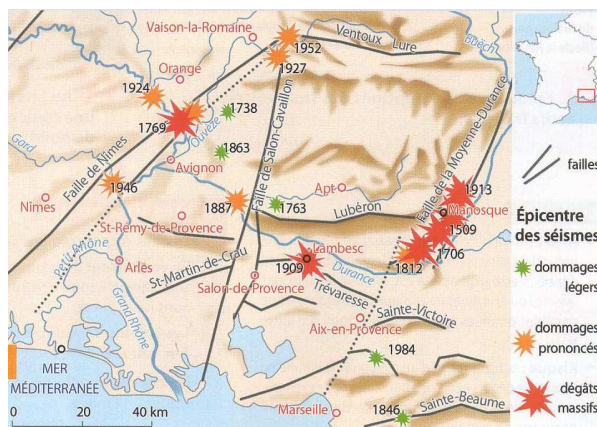 Vaison-la-Romaine
1952
Ventoux
Lure
Buëch
1927
Orange
1924
1738
1769
Ouvèze
1863
Gord
Avignon
Faille de Nîmes
Faille de Salon-Cavaillon
Faille de la Moyenne-Durance
1946
Nîmes
1887
1763
Apt
Lubéron
1913
Manosque
1509
1706
1812
St-Rémy-de-Provence
Petit Rhône
Arles
St-Martin-de-Crau
Lambesc
1909
Durance
Salon-de-Provence
Trévaresse
Grand Rhône
Sainte-Victoire
Aix-en-Provence
1984
MER
MÉDITERRANÉE
Marseille
1846
Sainte-Beaume
0 20 40 km
failles
Épicentre
des séismes
dommages
légers
dommages
prononcés
dégâts
massifs